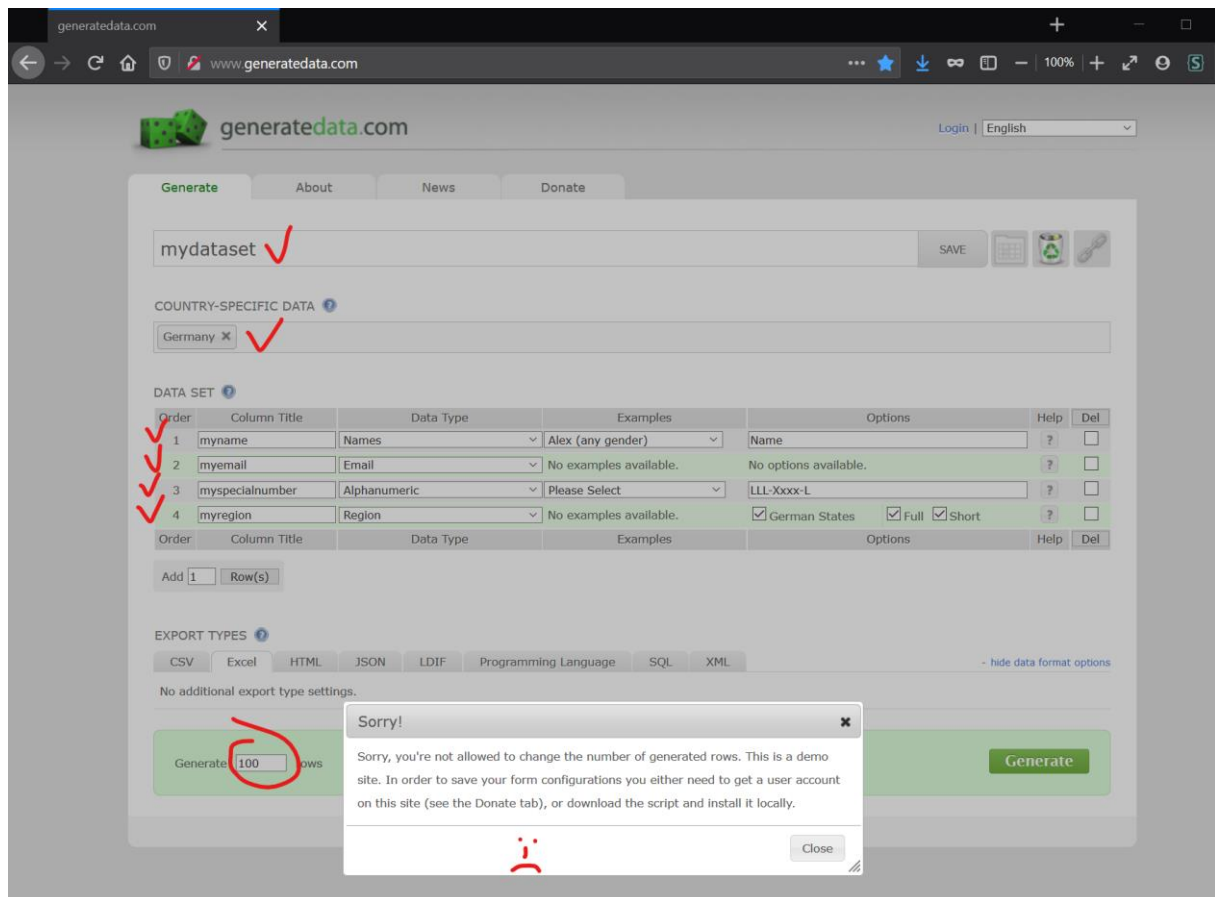 generatedata.com
www.generatedata.com 100%
generatedata.com
Login | English
Generate About News Donate
mydataset SAVE
COUNTRY-SPECIFIC DATA ?
Germany
DATA SET ?
Order Column Title Data Type Examples Options Help Del
1 myname Names Alex (any gender) Name ?
2 myemail Email No examples available. No options available. ?
3 myspecialnumber Alphanumeric Please Select LLL-Xxxx-L ?
4 myregion Region No examples available. German States Full Short ?
Order Column Title Data Type Examples Options Help Del
Add 1 Row(s)
EXPORT TYPES ?
CSV Excel HTML JSON LDIF Programming Language SQL XML - hide data format options
No additional export type settings.
Sorry!
Generate 100 rows Generate
Sorry, you're not allowed to change the number of generated rows. This is a demo
site. In order to save your form configurations you either need to get a user account
on this site (see the Donate tab), or download the script and install it locally.
Close